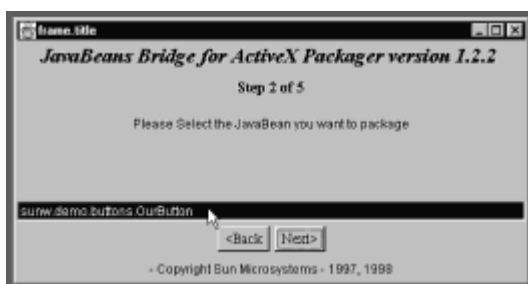 frame.title
JavaBeans Bridge for ActiveX Packager version 1.2.2
Step 2 of 5
Please Select the JavaBean you want to package
sunw.demo.buttons.OurButton
<Back Next>
- Copyright Sun Microsystems - 1997, 1998